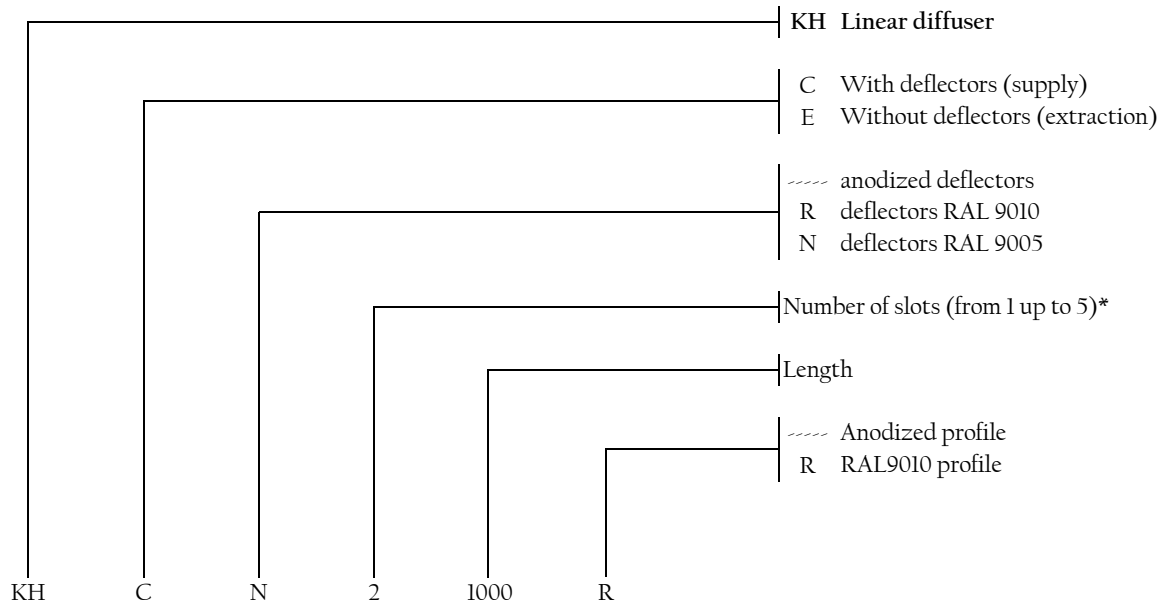 KH Linear diffuser
C With deflectors (supply)
E Without deflectors (extraction)
----- anodized deflectors
R deflectors RAL 9010
N deflectors RAL 9005
Number of slots (from 1 up to 5)*
Length
----- Anodized profile
R RAL9010 profile
KH C N 2 1000 R